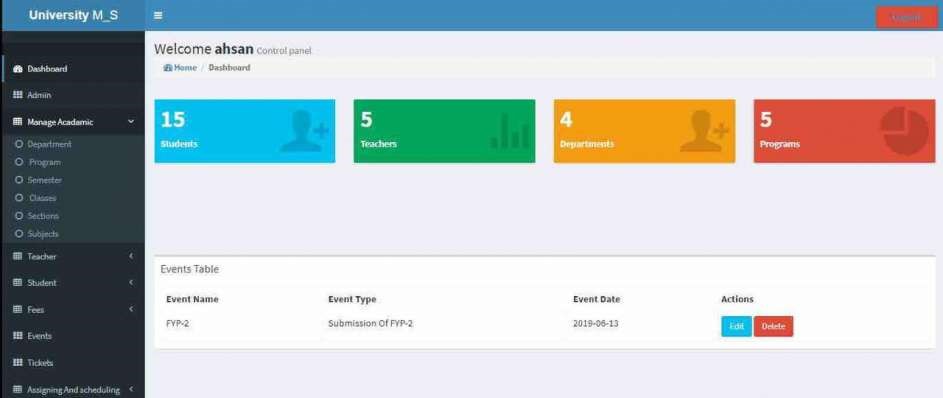 University M_S
Logout
Welcome ahsan Control panel
Home / Dashboard
Dashboard
Admin
Manage Acadamic
Department
Program
Semester
Classes
Sections
Subjects
Teacher
Student
Fees
Events
Tickets
Assigning And scheduling
15
Students
5
Teachers
4
Departments
5
Programs
Events Table
Event Name Event Type Event Date Actions
FYP-2 Submission Of FYP-2 2019-06-13 Edit Delete